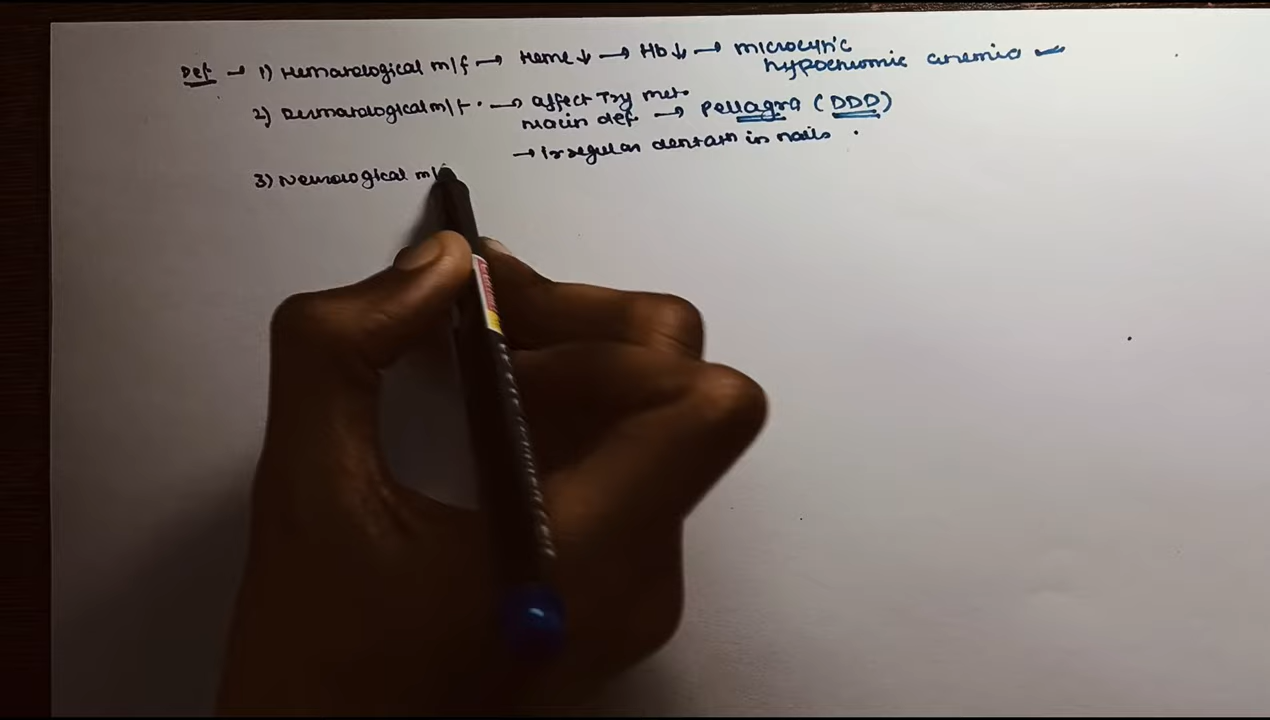 Def → 1) Hematological m/f → Heme↓ → Hb↓ → microcytic
hypochromic anemia
2) Dermatological m/f. → affect Try met.
Niacin def. → Pellagra (DDD)
→ Irregular in nails.
3) Neurological m/